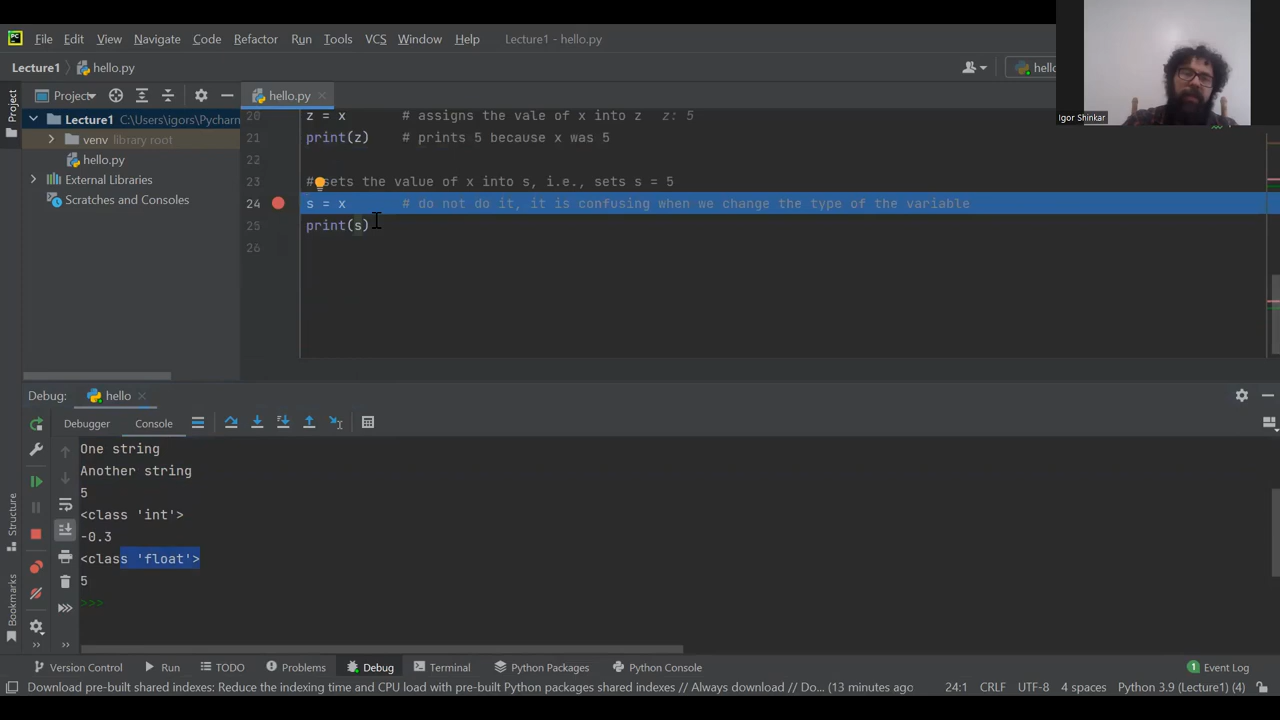 PC File Edit View Navigate Code Refactor Run Tools VCS Window Help Lecture1 - hello.py
Lecture1 hello.py hello
Igor Shinkar
Project
Project hello.py
Lecture1 C:\Users\igors\Pycharm
venv library root
hello.py
External Libraries
Scratches and Consoles
20 z = x # assigns the vale of x into z z: 5
21 print(z) # prints 5 because x was 5
22
23 # sets the value of x into s, i.e., sets s = 5
24 s = x # do not do it, it is confusing when we change the type of the variable
25 print(s)
26
Debug: hello
Debugger Console
One string
Another string
5
<class 'int'>
-0.3
<class 'float'>
5
>>>
Structure
Bookmarks
Version Control Run TODO Problems Debug Terminal Python Packages Python Console 1 Event Log
Download pre-built shared indexes: Reduce the indexing time and CPU load with pre-built Python packages shared indexes // Always download // Do... (13 minutes ago 24:1 CRLF UTF-8 4 spaces Python 3.9 (Lecture1) (4)